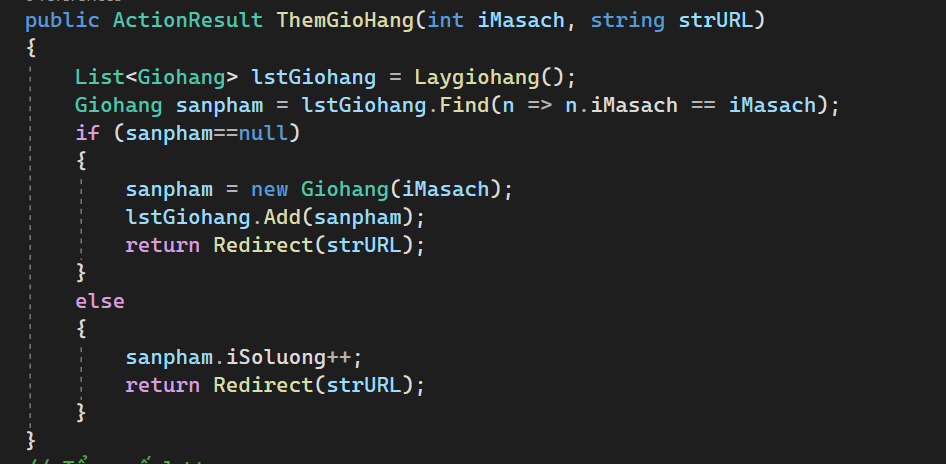 public ActionResult ThemGioHang(int iMasach, string strURL)
{
    List<Giohang> lstGiohang = Laygiohang();
    Giohang sanpham = lstGiohang.Find(n => n.iMasach == iMasach);
    if (sanpham==null)
    {
        sanpham = new Giohang(iMasach);
        lstGiohang.Add(sanpham);
        return Redirect(strURL);
    }
    else
    {
        sanpham.iSoluong++;
        return Redirect(strURL);
    }
}